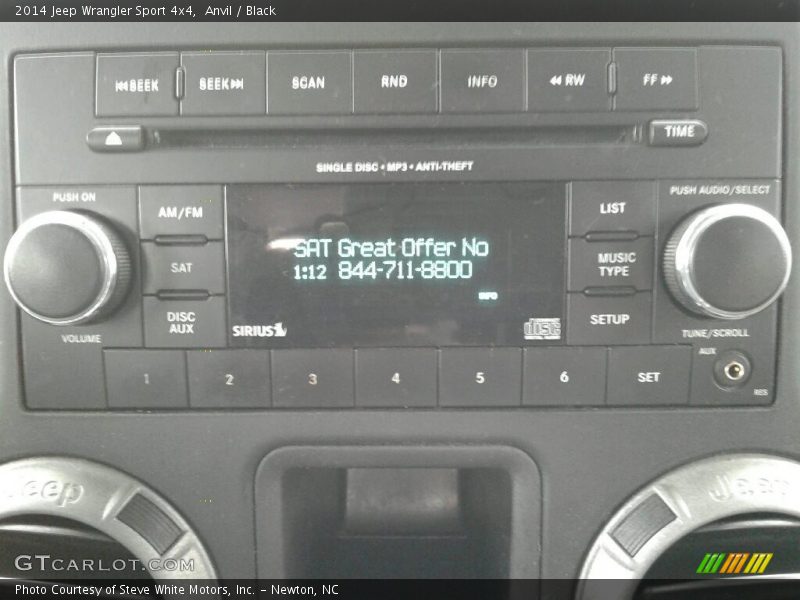 2014 Jeep Wrangler Sport 4x4,  Anvil / Black
SEEK SEEK SCAN RND INFO RW FF
TIME
SINGLE DISC • MP3 • ANTI-THEFT
PUSH ON
PUSH AUDIO/SELECT
AM/FM
LIST
SAT Great Offer No
1:12 844-711-8800
SAT
MUSIC
TYPE
INFO
DISC
AUX
SETUP
SIRIUS
disc
VOLUME
TUNE/SCROLL
1 2 3 4 5 6 SET
AUX
RES
Jeep
Jeep
GTCARLOT.COM
Photo Courtesy of Steve White Motors, Inc. – Newton, NC